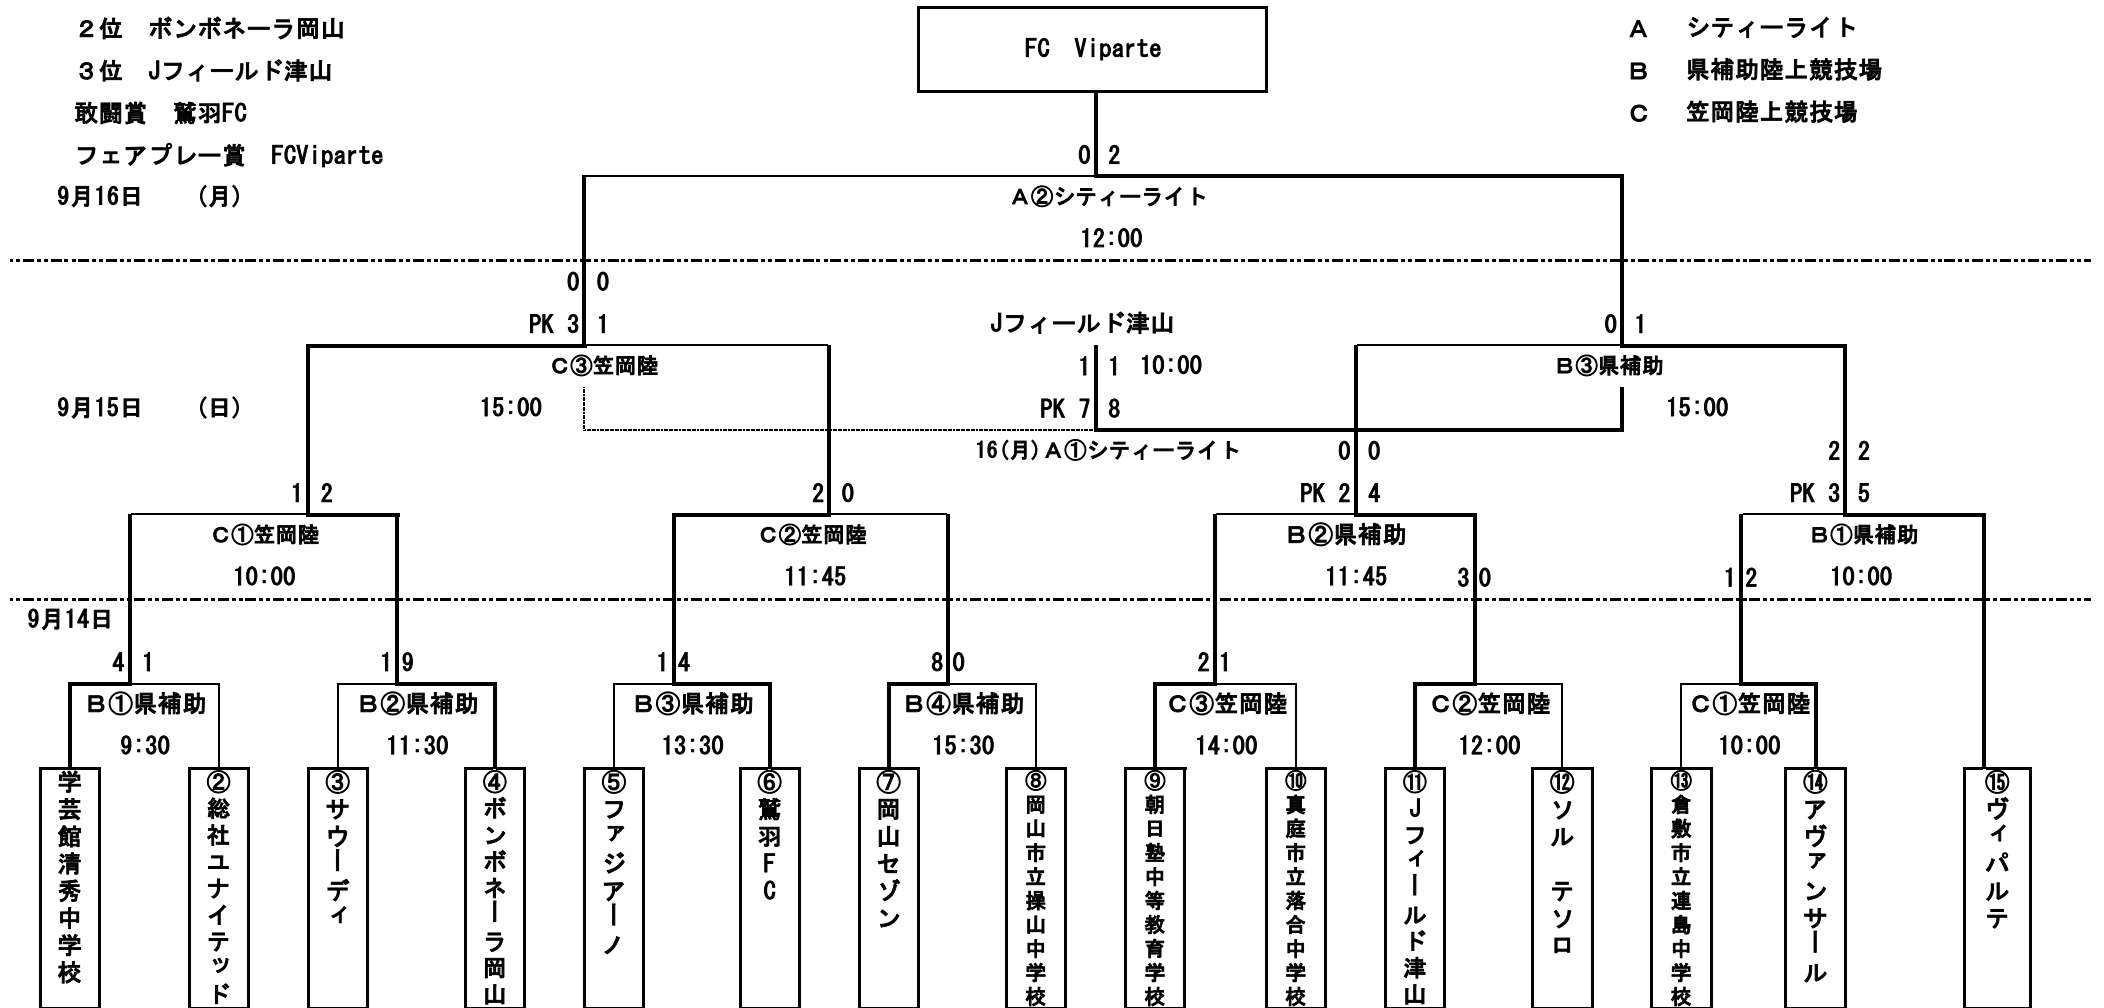 ２位　ボンボネーラ岡山
３位　Jフィールド津山
敢闘賞　鷲羽FC
フェアプレー賞　FCViparte
FC　Viparte
Ａ　シティーライト
Ｂ　県補助陸上競技場
Ｃ　笠岡陸上競技場
0 2
9月16日　　（月）
Ａ②シティーライト
12:00
0 0
PK 3 1
Jフィールド津山
0 1
C③笠岡陸
1 1 10:00
Ｂ③県補助
9月15日　　（日）
15:00
PK 7 8
15:00
16(月)Ａ①シティーライト
0 0
2 2
1 2
2 0
PK 2 4
PK 3 5
Ｃ①笠岡陸
Ｃ②笠岡陸
Ｂ②県補助
Ｂ①県補助
10:00
11:45
11:45
3 0
1 2
10:00
9月14日
4 1
1 9
1 4
8 0
2 1
Ｂ①県補助
Ｂ②県補助
Ｂ③県補助
Ｂ④県補助
Ｃ③笠岡陸
Ｃ②笠岡陸
Ｃ①笠岡陸
9:30
11:30
13:30
15:30
14:00
12:00
10:00
学芸館清秀中学校
②総社ユナイテッド
③サウーディ
④ボンボネーラ岡山
⑤ファジアーノ
⑥鷲羽FC
⑦岡山セゾン
⑧岡山市立操山中学校
⑨朝日塾中等教育学校
⑩真庭市立落合中学校
⑪Ｊフィールド津山
⑫ソル　テソロ
⑬倉敷市立連島中学校
⑭アヴァンサール
⑮ヴィパルテ